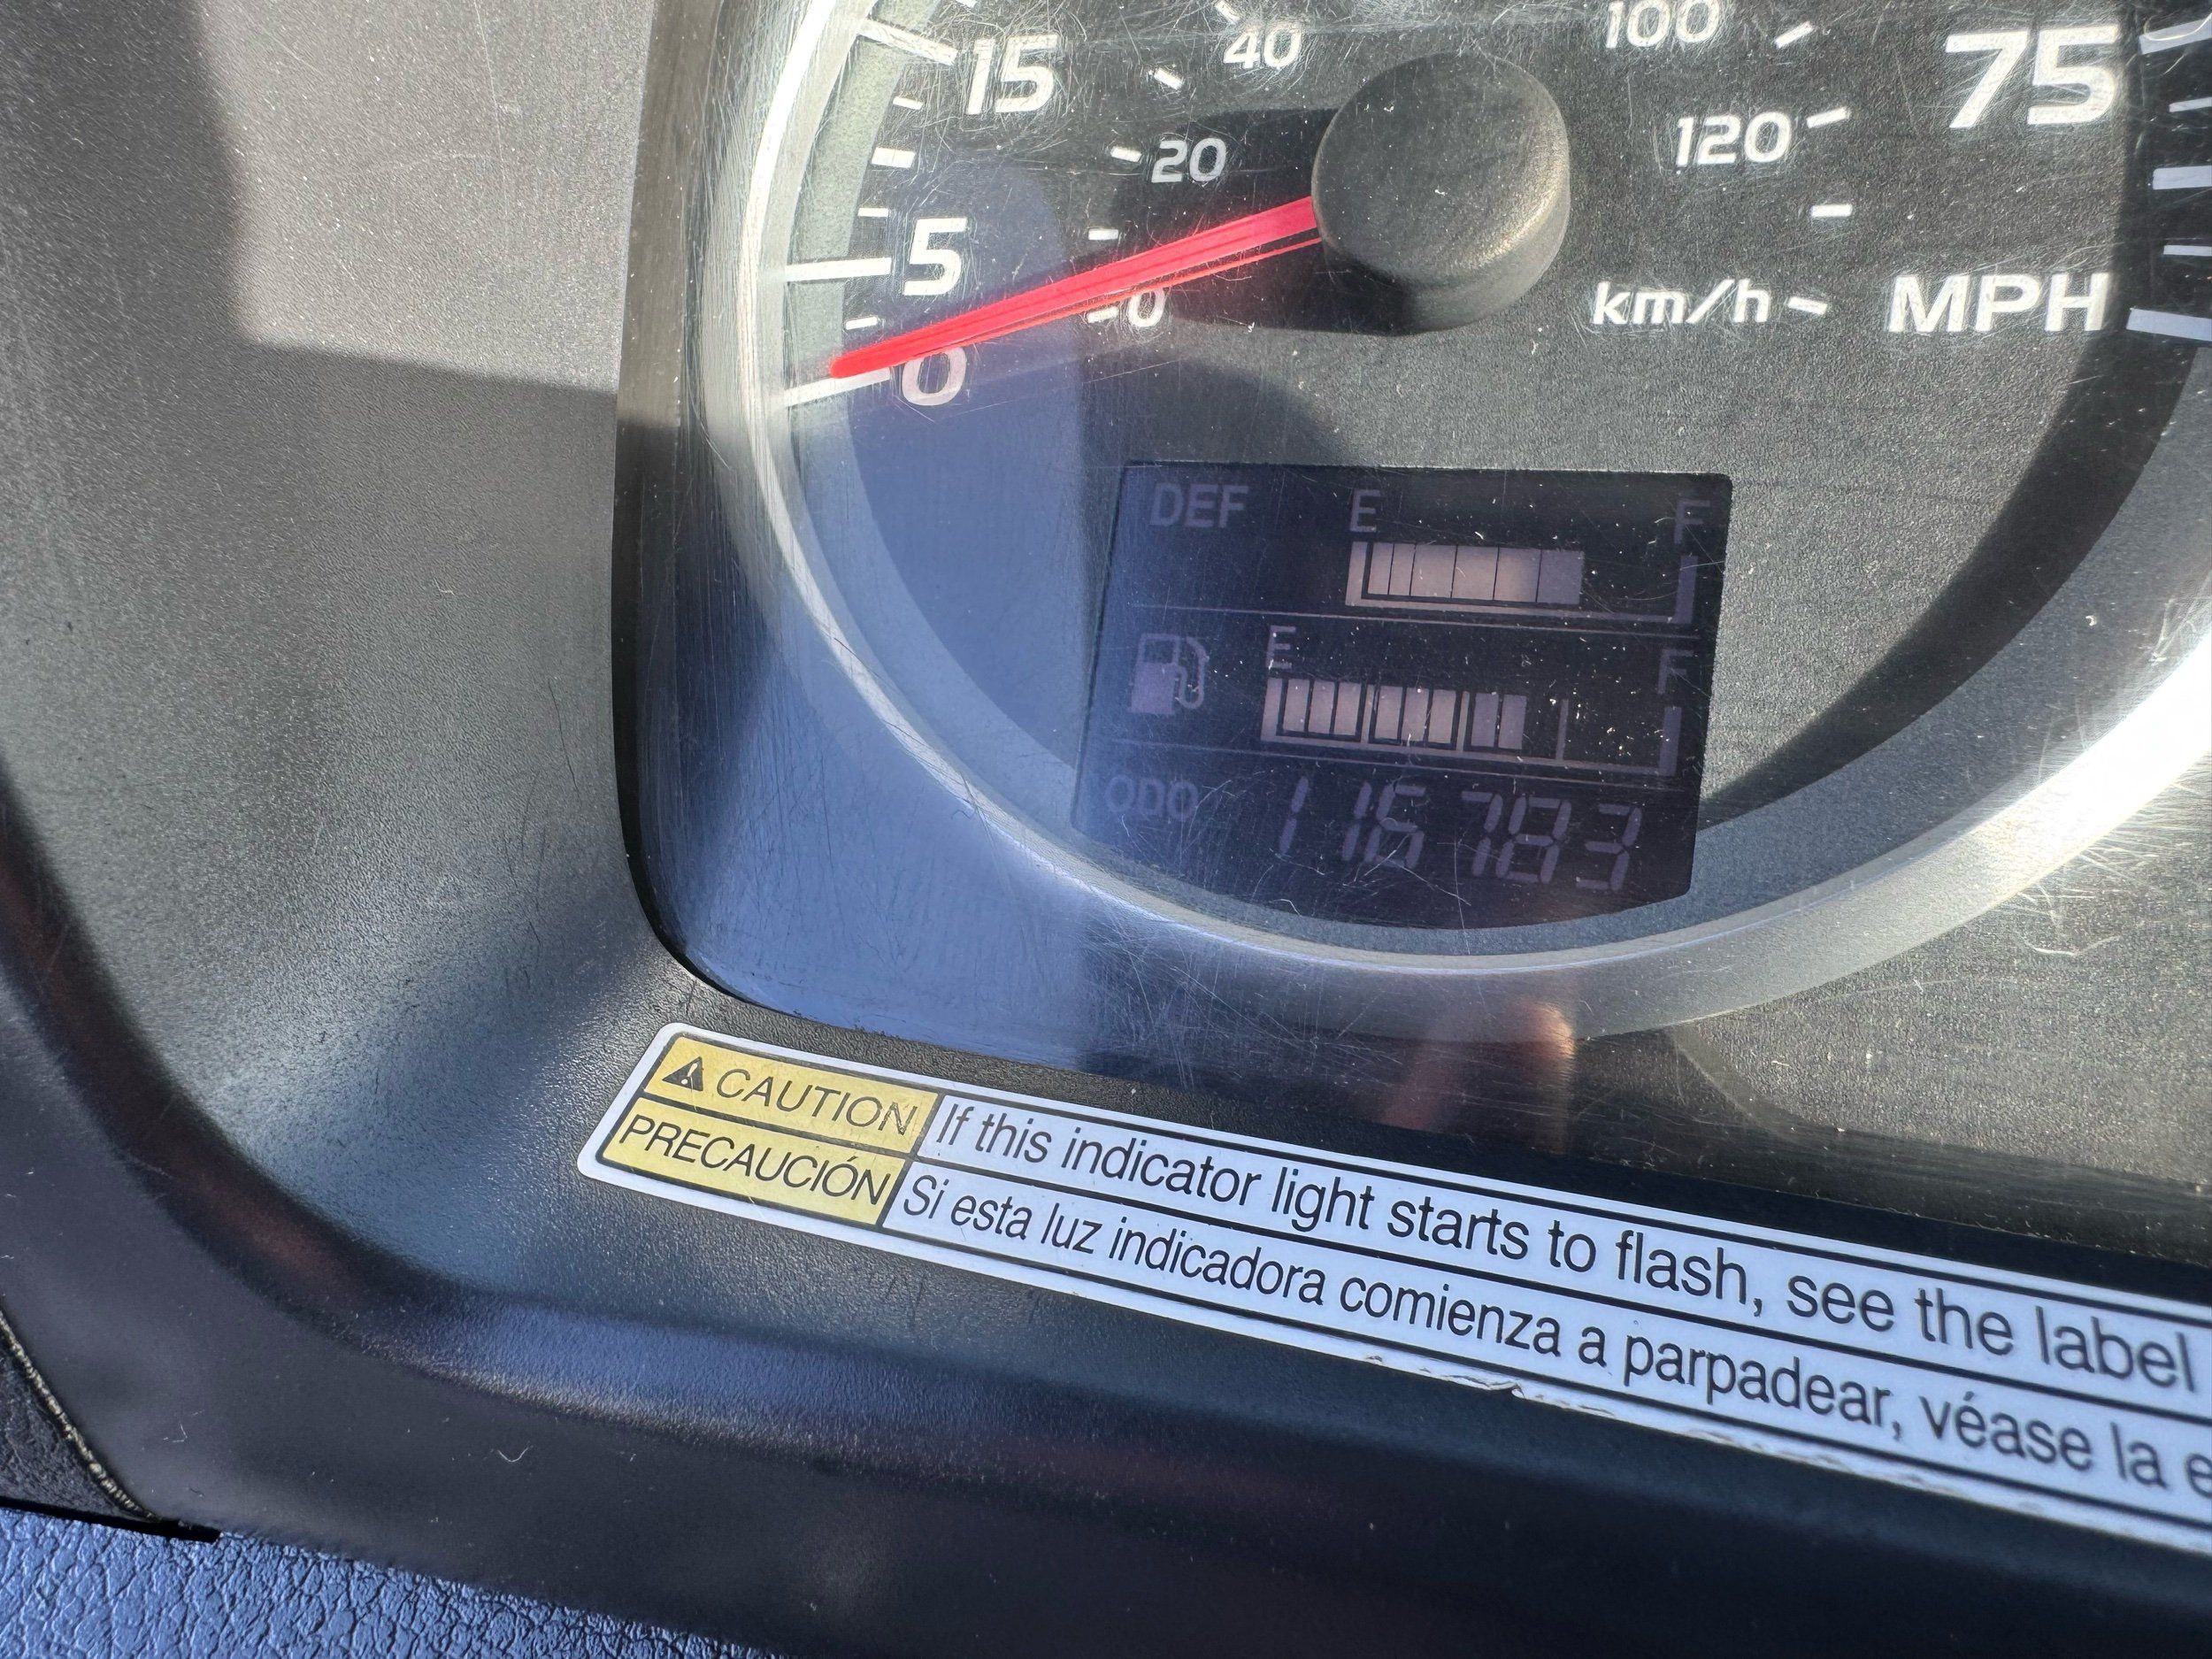 15 40 100 75
20 120
5
0 0 km/h MPH
DEF E F
E F
ODO 116783
CAUTION If this indicator light starts to flash, see the label
PRECAUCIÓN Si esta luz indicadora comienza a parpadear, véase la e